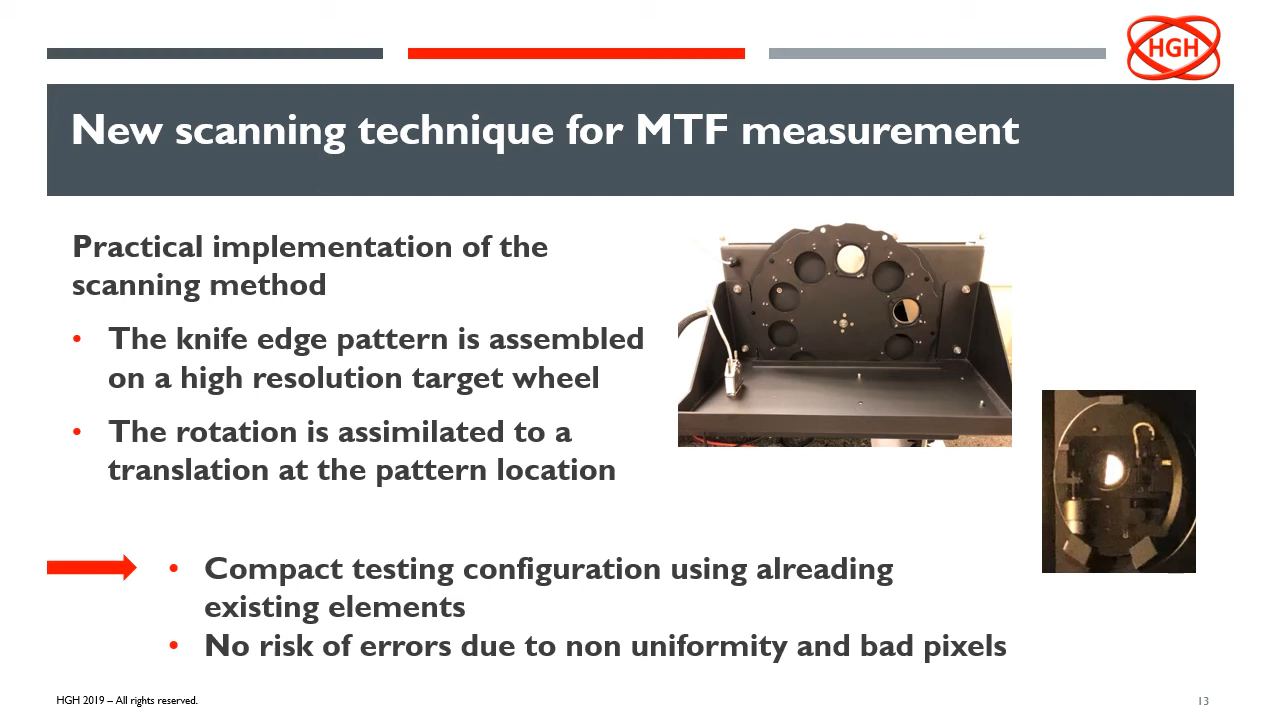 HGH
New scanning technique for MTF measurement
Practical implementation of the
scanning method
• The knife edge pattern is assembled
on a high resolution target wheel
• The rotation is assimilated to a
translation at the pattern location
• Compact testing configuration using alreading
existing elements
• No risk of errors due to non uniformity and bad pixels
HGH 2019 – All rights reserved.
13